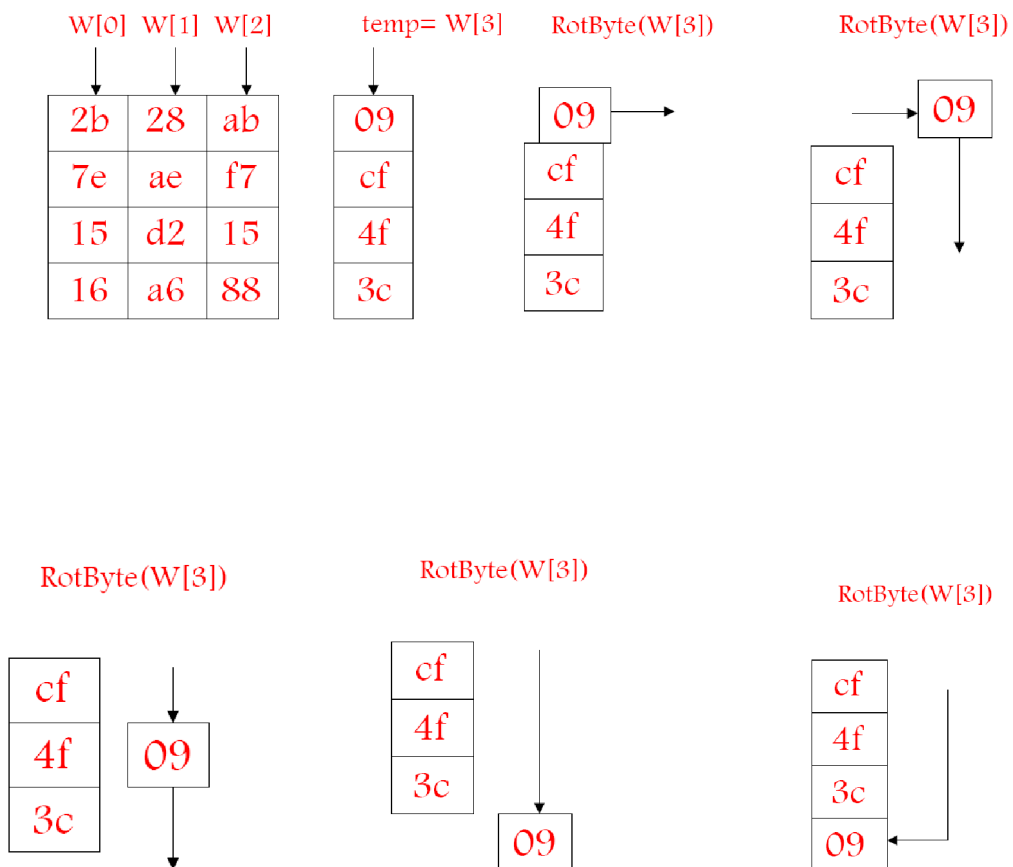 W[0] W[1] W[2] temp= W[3] RotByte(W[3]) RotByte(W[3])
2b 28 ab 09 09 09
7e ae f7 cf cf cf
15 d2 15 4f 4f 4f
16 a6 88 3c 3c 3c
RotByte(W[3]) RotByte(W[3]) RotByte(W[3])
cf cf cf
4f 09 4f 4f
3c 3c 3c
09 09